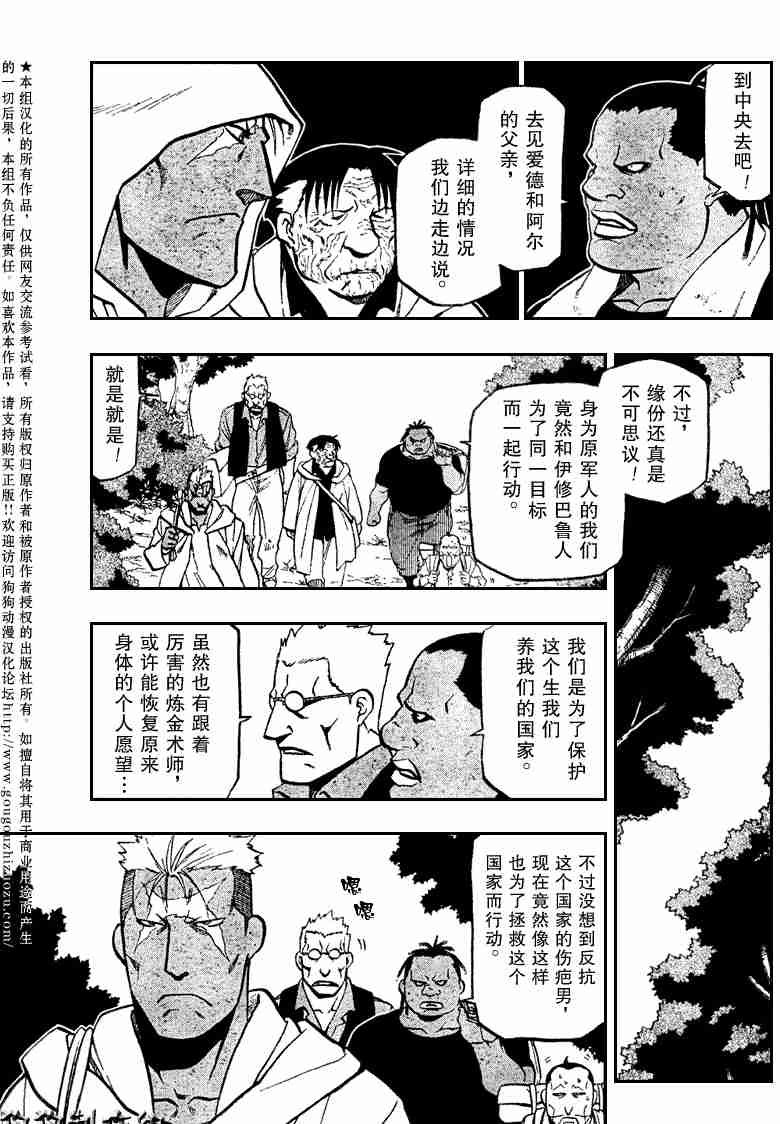 到中央去吧！
去见爱德和阿尔
的父亲，
详细的情况
我们边走边说。
不过，
缘份还真是
不可思议！
身为原军人的我们
竟然和伊修巴鲁人
为了同一目标
而一起行动。
就是就是！
我们是为了保护
这个生我们
养我们的国家。
虽然也有跟着
厉害的炼金术师，
或许能恢复原来
身体的个人愿望…
不过没想到反抗
这个国家的伤疤男，
现在竟然像这样
也为了拯救这个
国家而行动。
嗯
嗯
★本组汉化的所有作品，仅供网友交流参考试看，所有版权归原作者和被原作者授权的出版社所有。如擅自将其用于商业用途而产生
的一切后果，本组不负任何责任。如喜欢本作品，请支持购买正版!!欢迎访问狗狗动漫汉化论坛http://www.gougouzhizaozu.com/